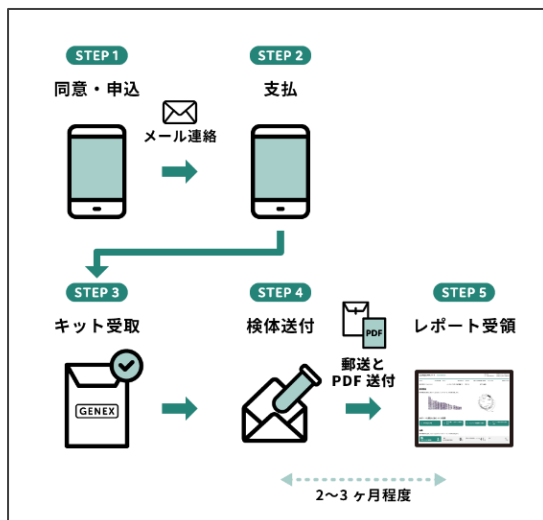 STEP 1
同意・申込
メール連絡
STEP 2
支払
STEP 3
キット受取
GENEX
STEP 4
検体送付
PDF
郵送と
PDF 送付
STEP 5
レポート受領
2〜3 ヶ月程度